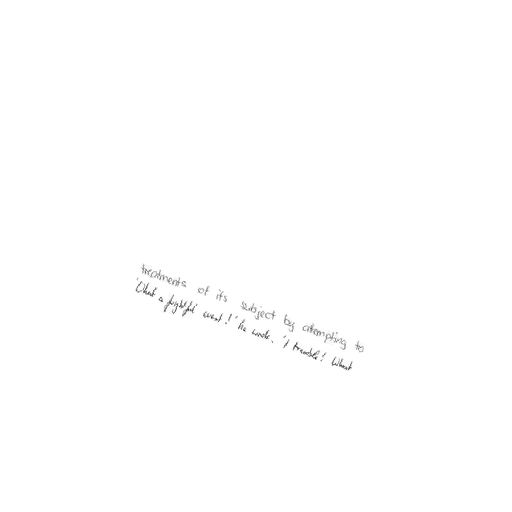 treatments of its subject by attempting to
'What a frightful event!' he wrote. 'I tremble! What